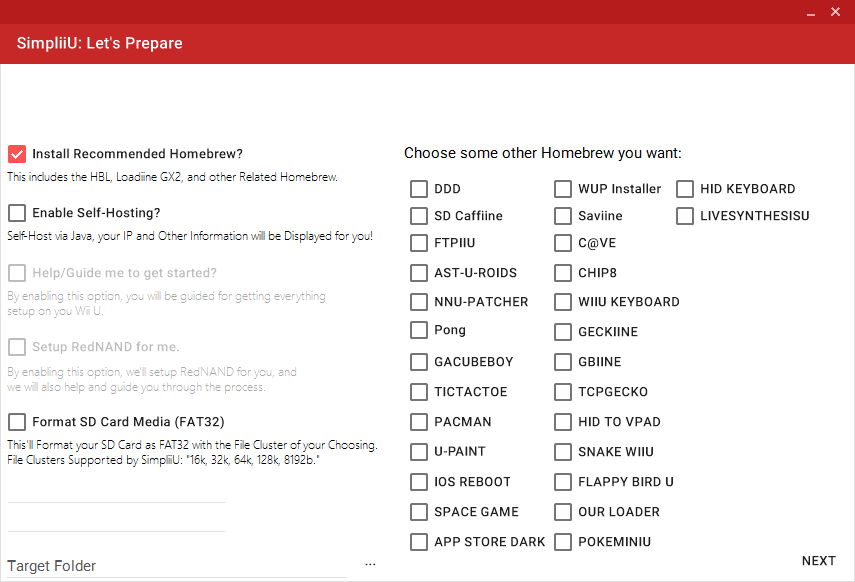 SimpliiU: Let's Prepare
Install Recommended Homebrew?
This includes the HBL, Loadiine GX2, and other Related Homebrew.
Enable Self-Hosting?
Self-Host via Java, your IP and Other Information will be Displayed for you!
Help/Guide me to get started?
By enabling this option, you will be guided for getting everything
setup on you Wii U.
Setup RedNAND for me.
By enabling this option, we'll setup RedNAND for you, and
we will also help and guide you through the process.
Format SD Card Media (FAT32)
This'll Format your SD Card as FAT32 with the File Cluster of your Choosing.
File Clusters Supported by SimpliiU: "16k, 32k, 64k, 128k, 8192b."
Target Folder
...
Choose some other Homebrew you want:
DDD
SD Caffiine
FTPIIU
AST-U-ROIDS
NNU-PATCHER
Pong
GACUBEBOY
TICTACTOE
PACMAN
U-PAINT
IOS REBOOT
SPACE GAME
APP STORE DARK
WUP Installer
Saviine
C@VE
CHIP8
WIIU KEYBOARD
GECKIINE
GBIINE
TCPGECKO
HID TO VPAD
SNAKE WIIU
FLAPPY BIRD U
OUR LOADER
POKEMINIU
HID KEYBOARD
LIVESYNTHESISU
NEXT